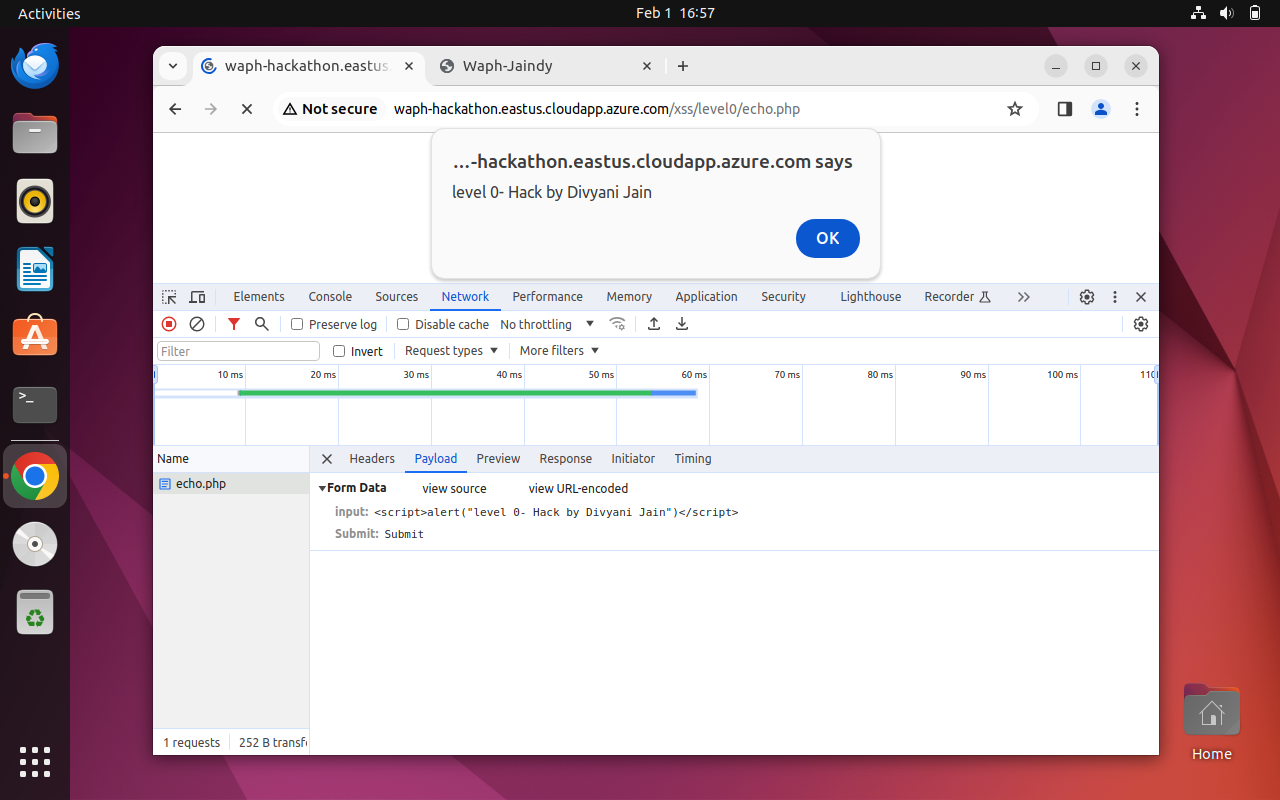 Activities
Feb 1 16:57
waph-hackathon.eastus.
Waph-Jaindy
Not secure
waph-hackathon.eastus.cloudapp.azure.com/xss/level0/echo.php
...-hackathon.eastus.cloudapp.azure.com says
level 0- Hack by Divyani Jain
OK
Elements Console Sources Network Performance Memory Application Security Lighthouse Recorder
Preserve log Disable cache No throttling
Filter Invert Request types More filters
10 ms 20 ms 30 ms 40 ms 50 ms 60 ms 70 ms 80 ms 90 ms 100 ms 110
Name Headers Payload Preview Response Initiator Timing
echo.php
Form Data view source view URL-encoded
input: <script>alert("level 0- Hack by Divyani Jain")</script>
Submit: Submit
1 requests 252 B transf
Home